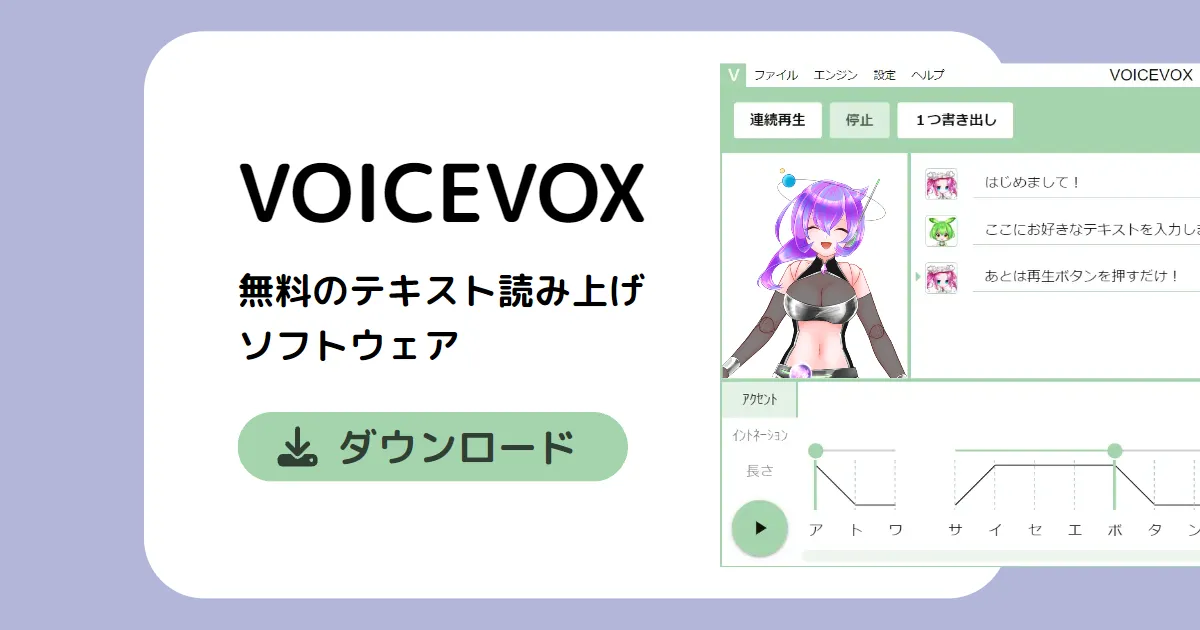 VOICEVOX
無料のテキスト読み上げ
ソフトウェア
ダウンロード
V ファイル エンジン 設定 ヘルプ VOICEVOX
連続再生 停止 1つ書き出し
はじめまして!
ここにお好きなテキストを入力しま
あとは再生ボタンを押すだけ!
アクセント
イントネーション
長さ
ア ト ワ サ イ セ エ ボ タ ン